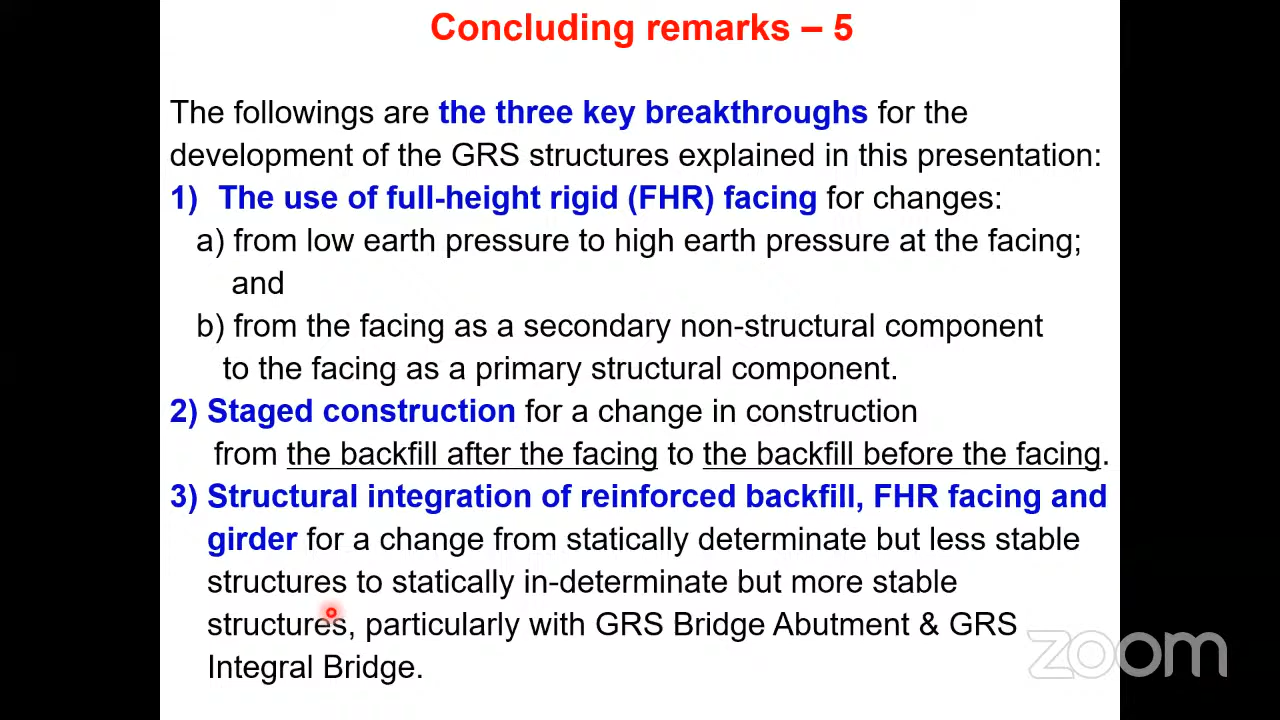 Concluding remarks – 5
The followings are the three key breakthroughs for the
development of the GRS structures explained in this presentation:
1) The use of full-height rigid (FHR) facing for changes:
a) from low earth pressure to high earth pressure at the facing;
and
b) from the facing as a secondary non-structural component
to the facing as a primary structural component.
2) Staged construction for a change in construction
from the backfill after the facing to the backfill before the facing.
3) Structural integration of reinforced backfill, FHR facing and
girder for a change from statically determinate but less stable
structures to statically in-determinate but more stable
structures, particularly with GRS Bridge Abutment & GRS
Integral Bridge.
zoom